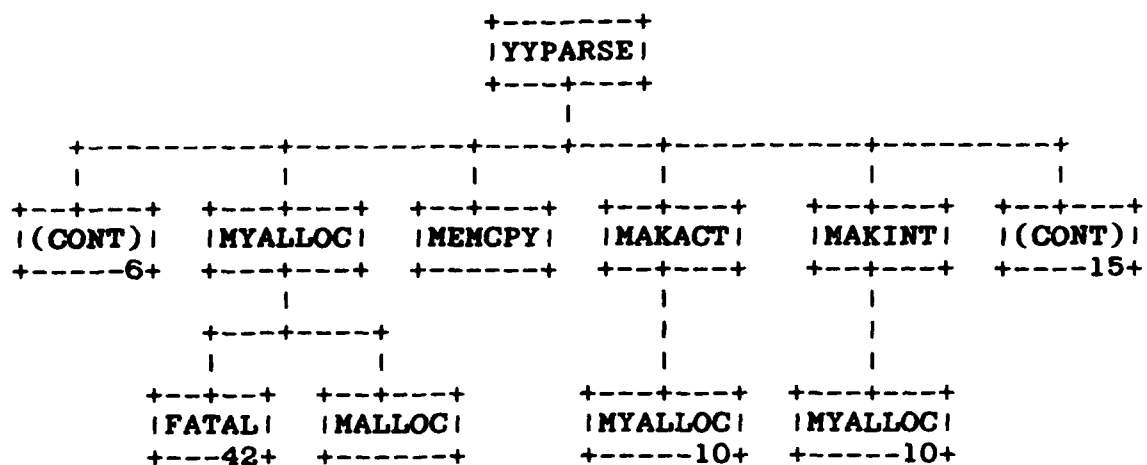 YYPARSE
(CONT) MYALLOC MEMCPY MAKACT MAKINT (CONT)
6 15
FATAL MALLOC MYALLOC MYALLOC
42 10 10